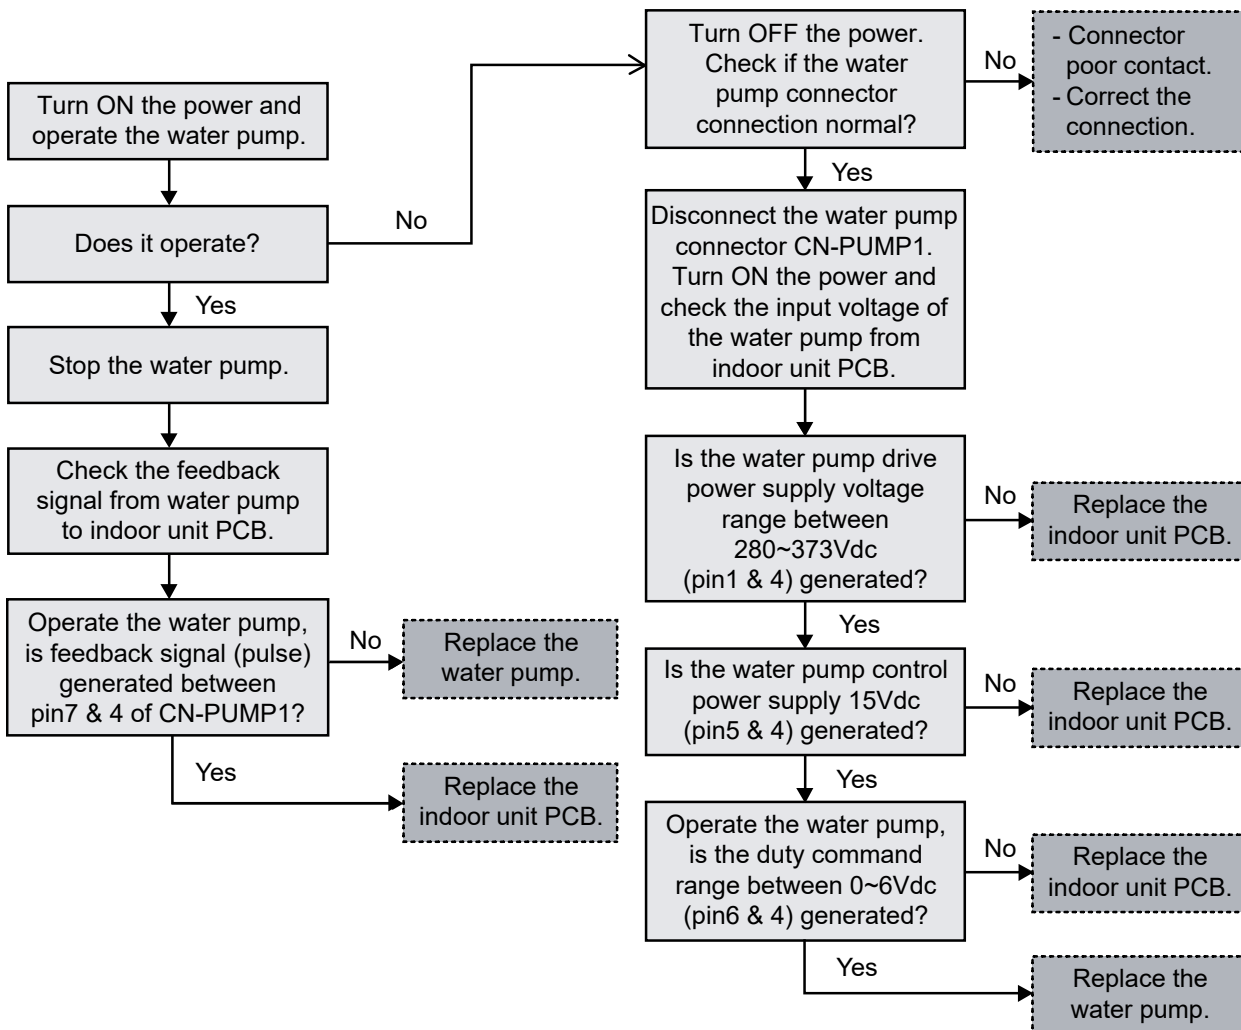 Turn ON the power and
operate the water pump.
Does it operate?
No
Yes
Stop the water pump.
Check the feedback
signal from water pump
to indoor unit PCB.
Operate the water pump,
is feedback signal (pulse)
generated between
pin7 & 4 of CN-PUMP1?
No
Replace the
water pump.
Yes
Replace the
indoor unit PCB.
Turn OFF the power.
Check if the water
pump connector
connection normal?
No
- Connector
poor contact.
- Correct the
connection.
Yes
Disconnect the water pump
connector CN-PUMP1.
Turn ON the power and
check the input voltage of
the water pump from
indoor unit PCB.
Is the water pump drive
power supply voltage
range between
280~373Vdc
(pin1 & 4) generated?
No
Replace the
indoor unit PCB.
Yes
Is the water pump control
power supply 15Vdc
(pin5 & 4) generated?
No
Replace the
indoor unit PCB.
Yes
Operate the water pump,
is the duty command
range between 0~6Vdc
(pin6 & 4) generated?
No
Replace the
indoor unit PCB.
Yes
Replace the
water pump.